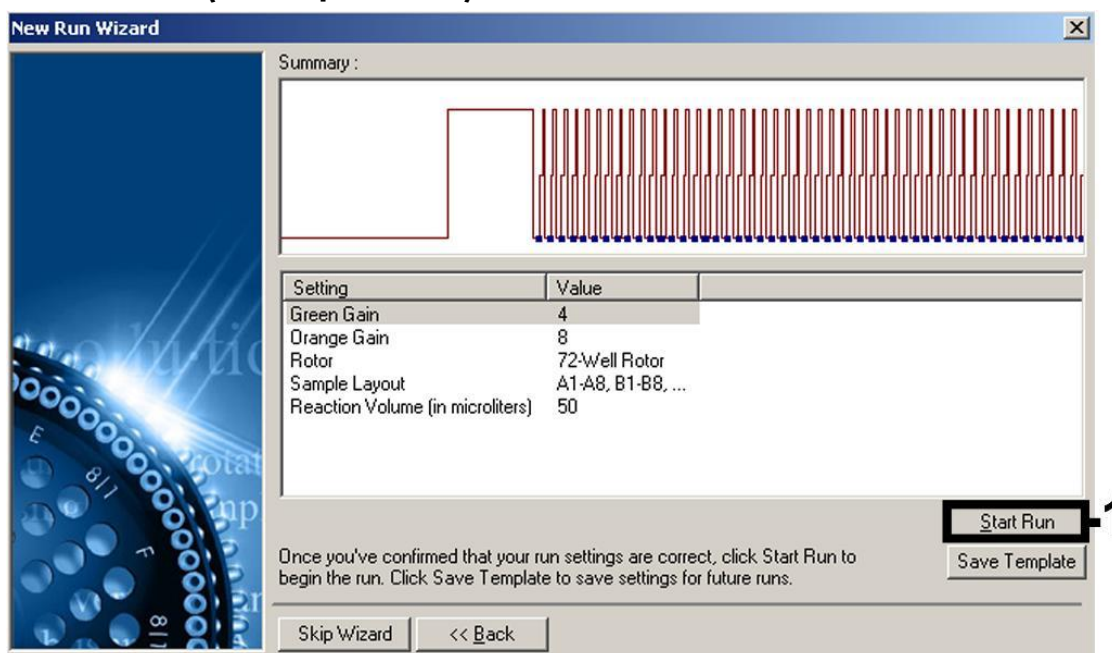 New Run Wizard
Summary :
Setting Value
Green Gain 4
Orange Gain 8
Rotor 72-Well Rotor
Sample Layout A1-A8, B1-B8, ...
Reaction Volume (in microliters) 50
E
8/1
F
8/1
Start Run
Once you've confirmed that your run settings are correct, click Start Run to
begin the run. Click Save Template to save settings for future runs.
Save Template
Skip Wizard << Back